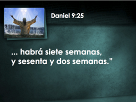 Daniel 9:25
... habrá siete semanas,
y sesenta y dos semanas.”